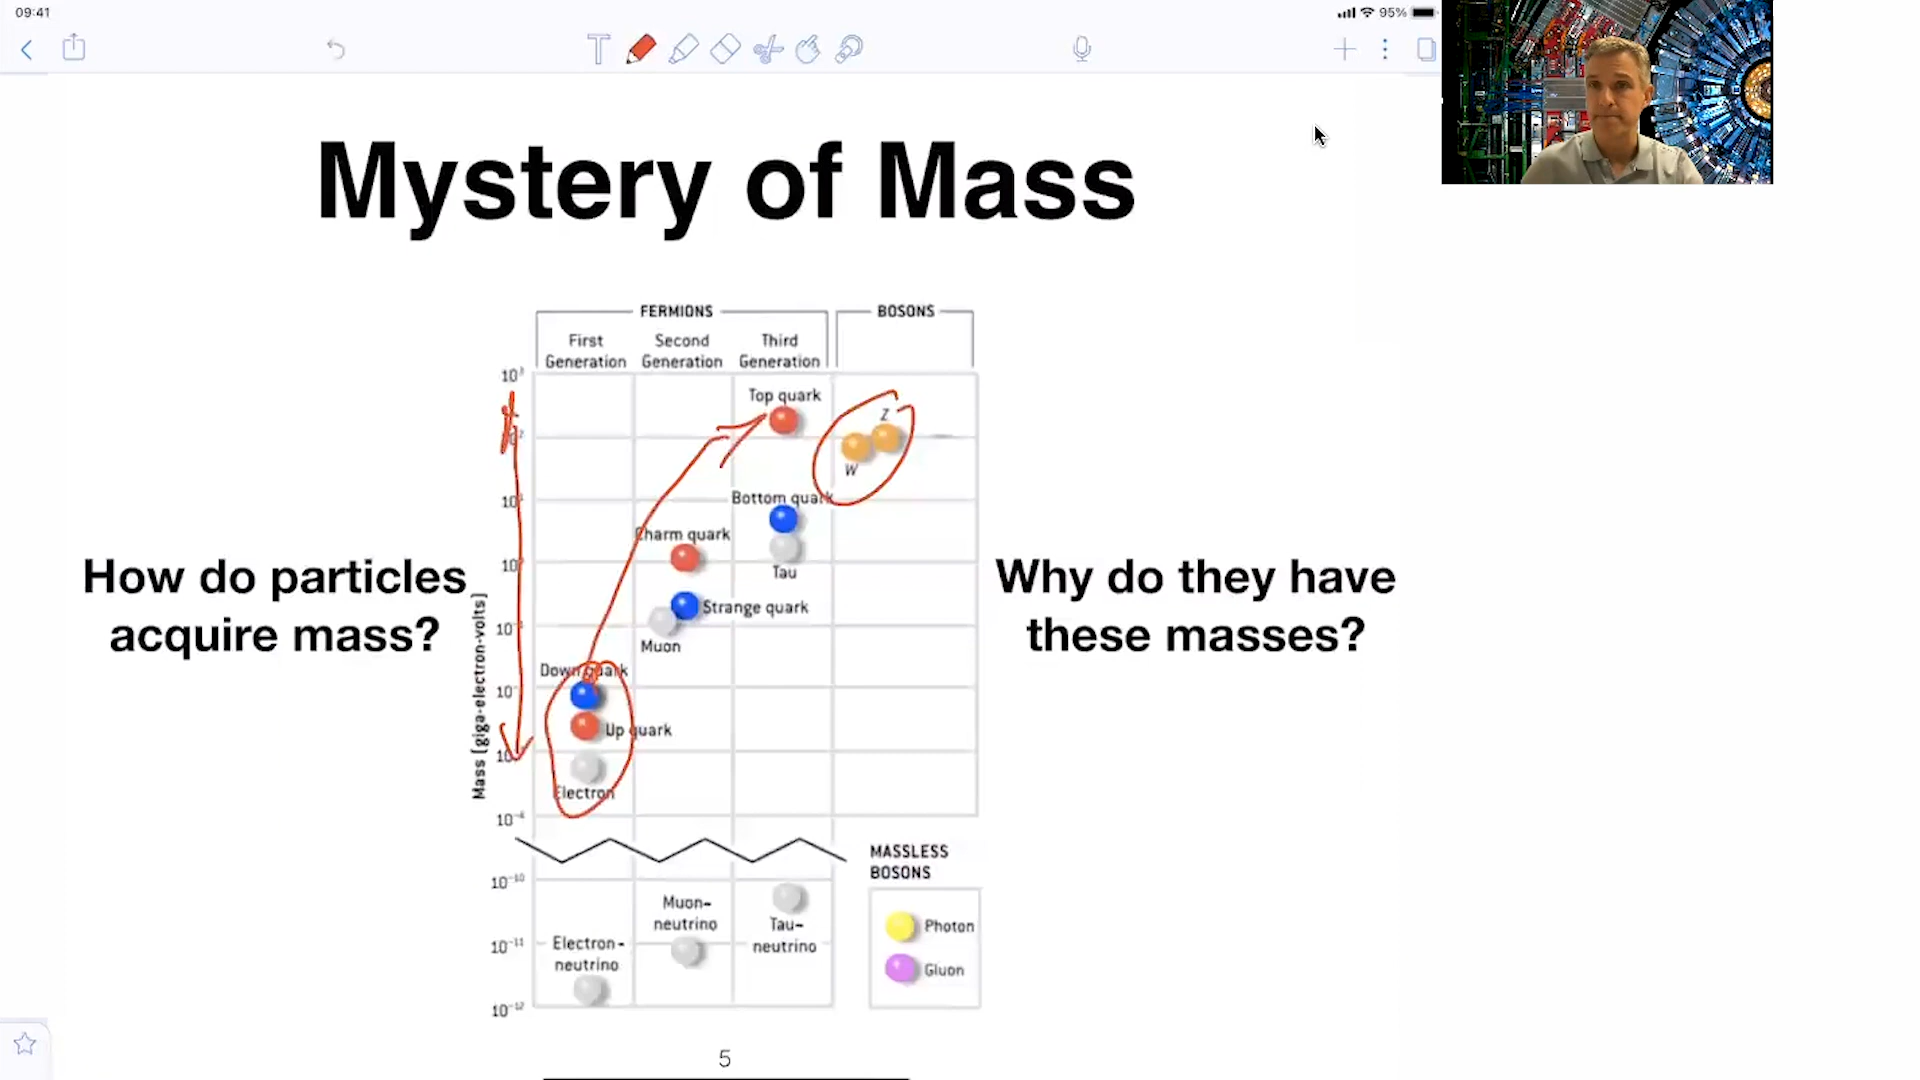 09:41
95%
T
Mystery of Mass
FERMIONS
BOSONS
First Generation
Second Generation
Third Generation
10³
Top quark
Z
W
Bottom quark
Charm quark
Tau
How do particles
acquire mass?
Strange quark
Muon
Why do they have
these masses?
Mass (giga-electron-volts)
Down quark
Up quark
Electron
10⁻⁴
MASSLESS
BOSONS
10⁻¹⁰
Muon-
neutrino
Tau-
neutrino
Photon
10⁻¹¹
Electron-
neutrino
Gluon
10⁻¹²
5